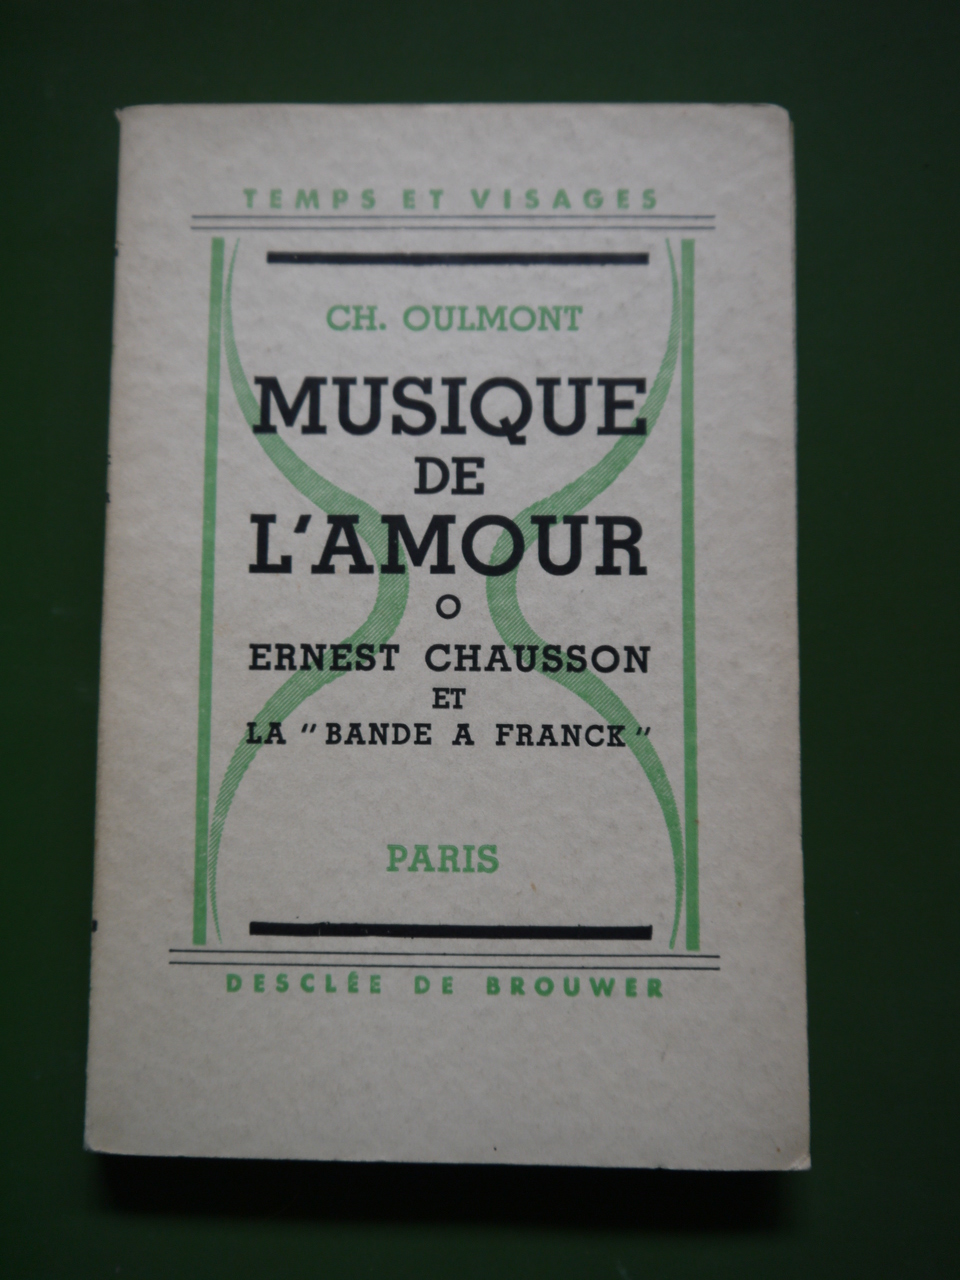 TEMPS ET VISAGES
CH. OULMONT
MUSIQUE
DE
L'AMOUR
O
ERNEST CHAUSSON
ET
LA "BANDE A FRANCK"
PARIS
DESCLÉE DE BROUWER